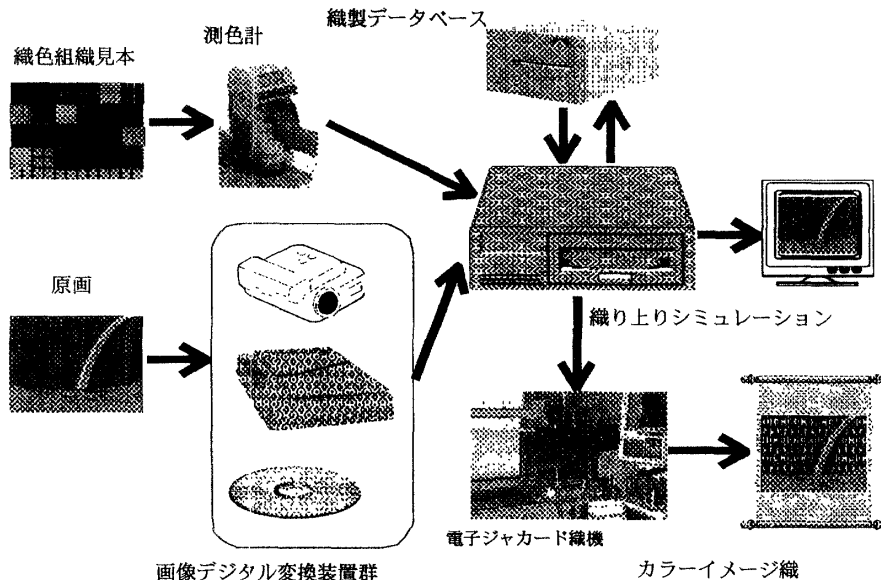 織製データベース
測色計
織色組織見本
原画
織り上りシミュレーション
電子ジャカード織機
画像デジタル変換装置群
カラーイメージ織